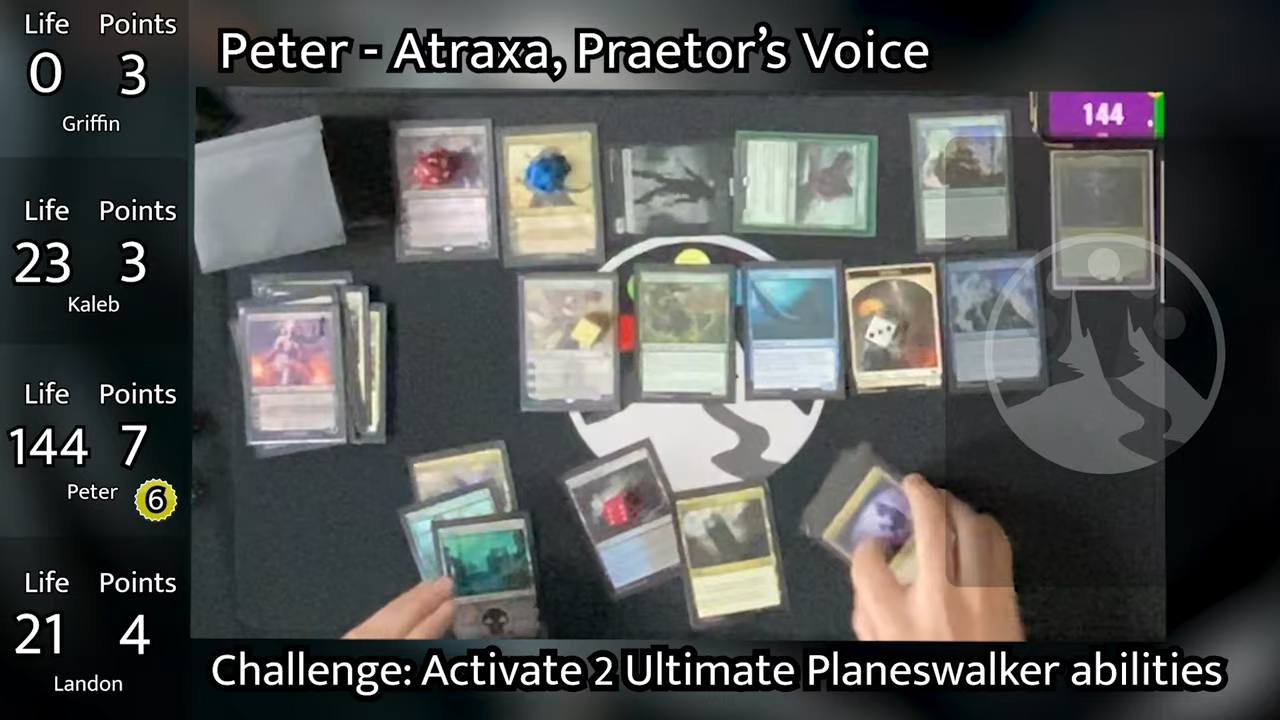 Life Points
0 3
Griffin
Life Points
23 3
Kaleb
Life Points
144 7
Peter 6
Life Points
21 4
Landon
Peter - Atraxa, Praetor's Voice
144
Challenge: Activate 2 Ultimate Planeswalker abilities